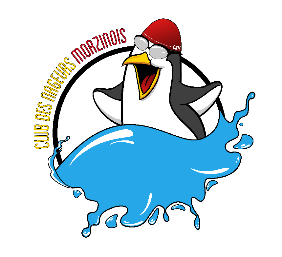 CLUB DES NAGEURS MORZINOIS